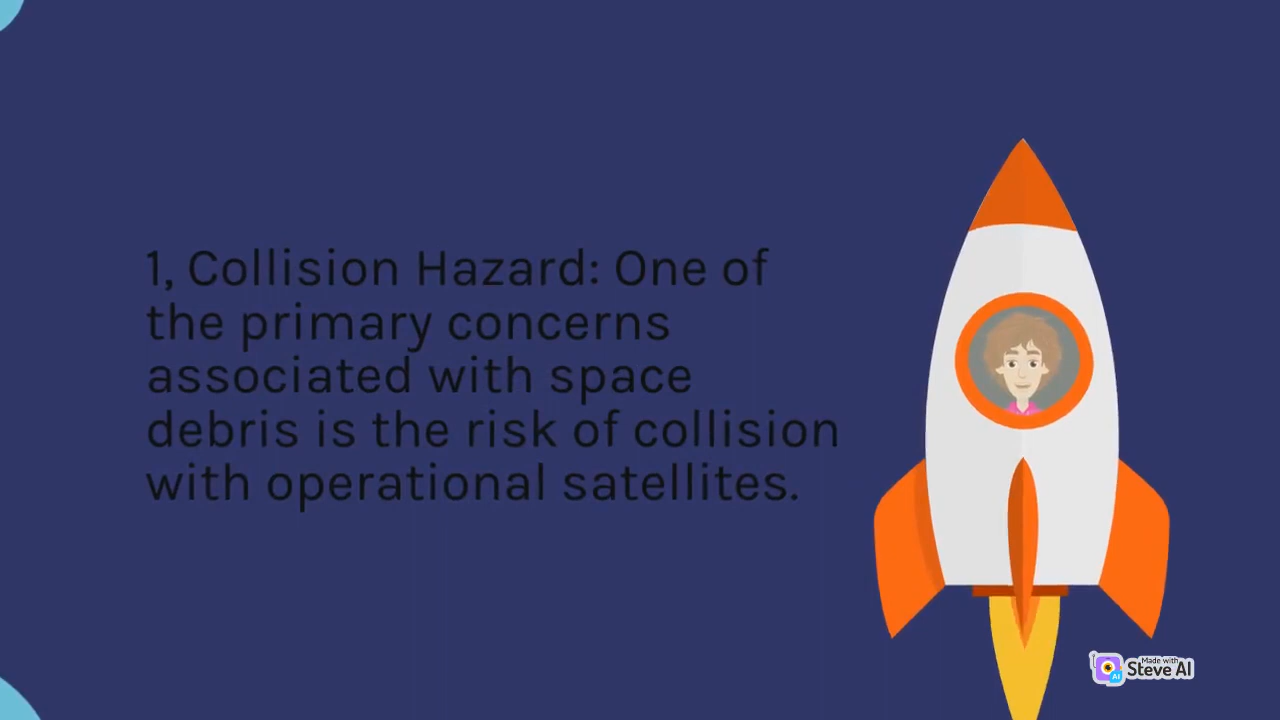 1, Collision Hazard: One of
the primary concerns
associated with space
debris is the risk of collision
with operational satellites.
Made with
Steve AI
AI